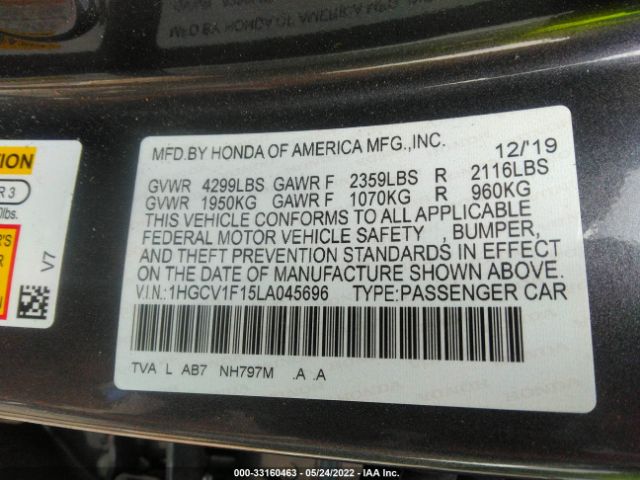 MFD.BY HONDA OF AMERICA MFG.,INC. 12/'19
GVWR 4299LBS GAWR F 2359LBS R 2116LBS
GVWR 1950KG GAWR F 1070KG R 960KG
THIS VEHICLE CONFORMS TO ALL APPLICABLE
FEDERAL MOTOR VEHICLE SAFETY , BUMPER,
AND THEFT PREVENTION STANDARDS IN EFFECT
ON THE DATE OF MANUFACTURE SHOWN ABOVE.
V.I.N.:1HGCV1F15LA045696 TYPE:PASSENGER CAR
TVA L AB7 NH797M .A .A
R 3
lbs.
V7
000-33160463 - 05/24/2022 - IAA Inc.